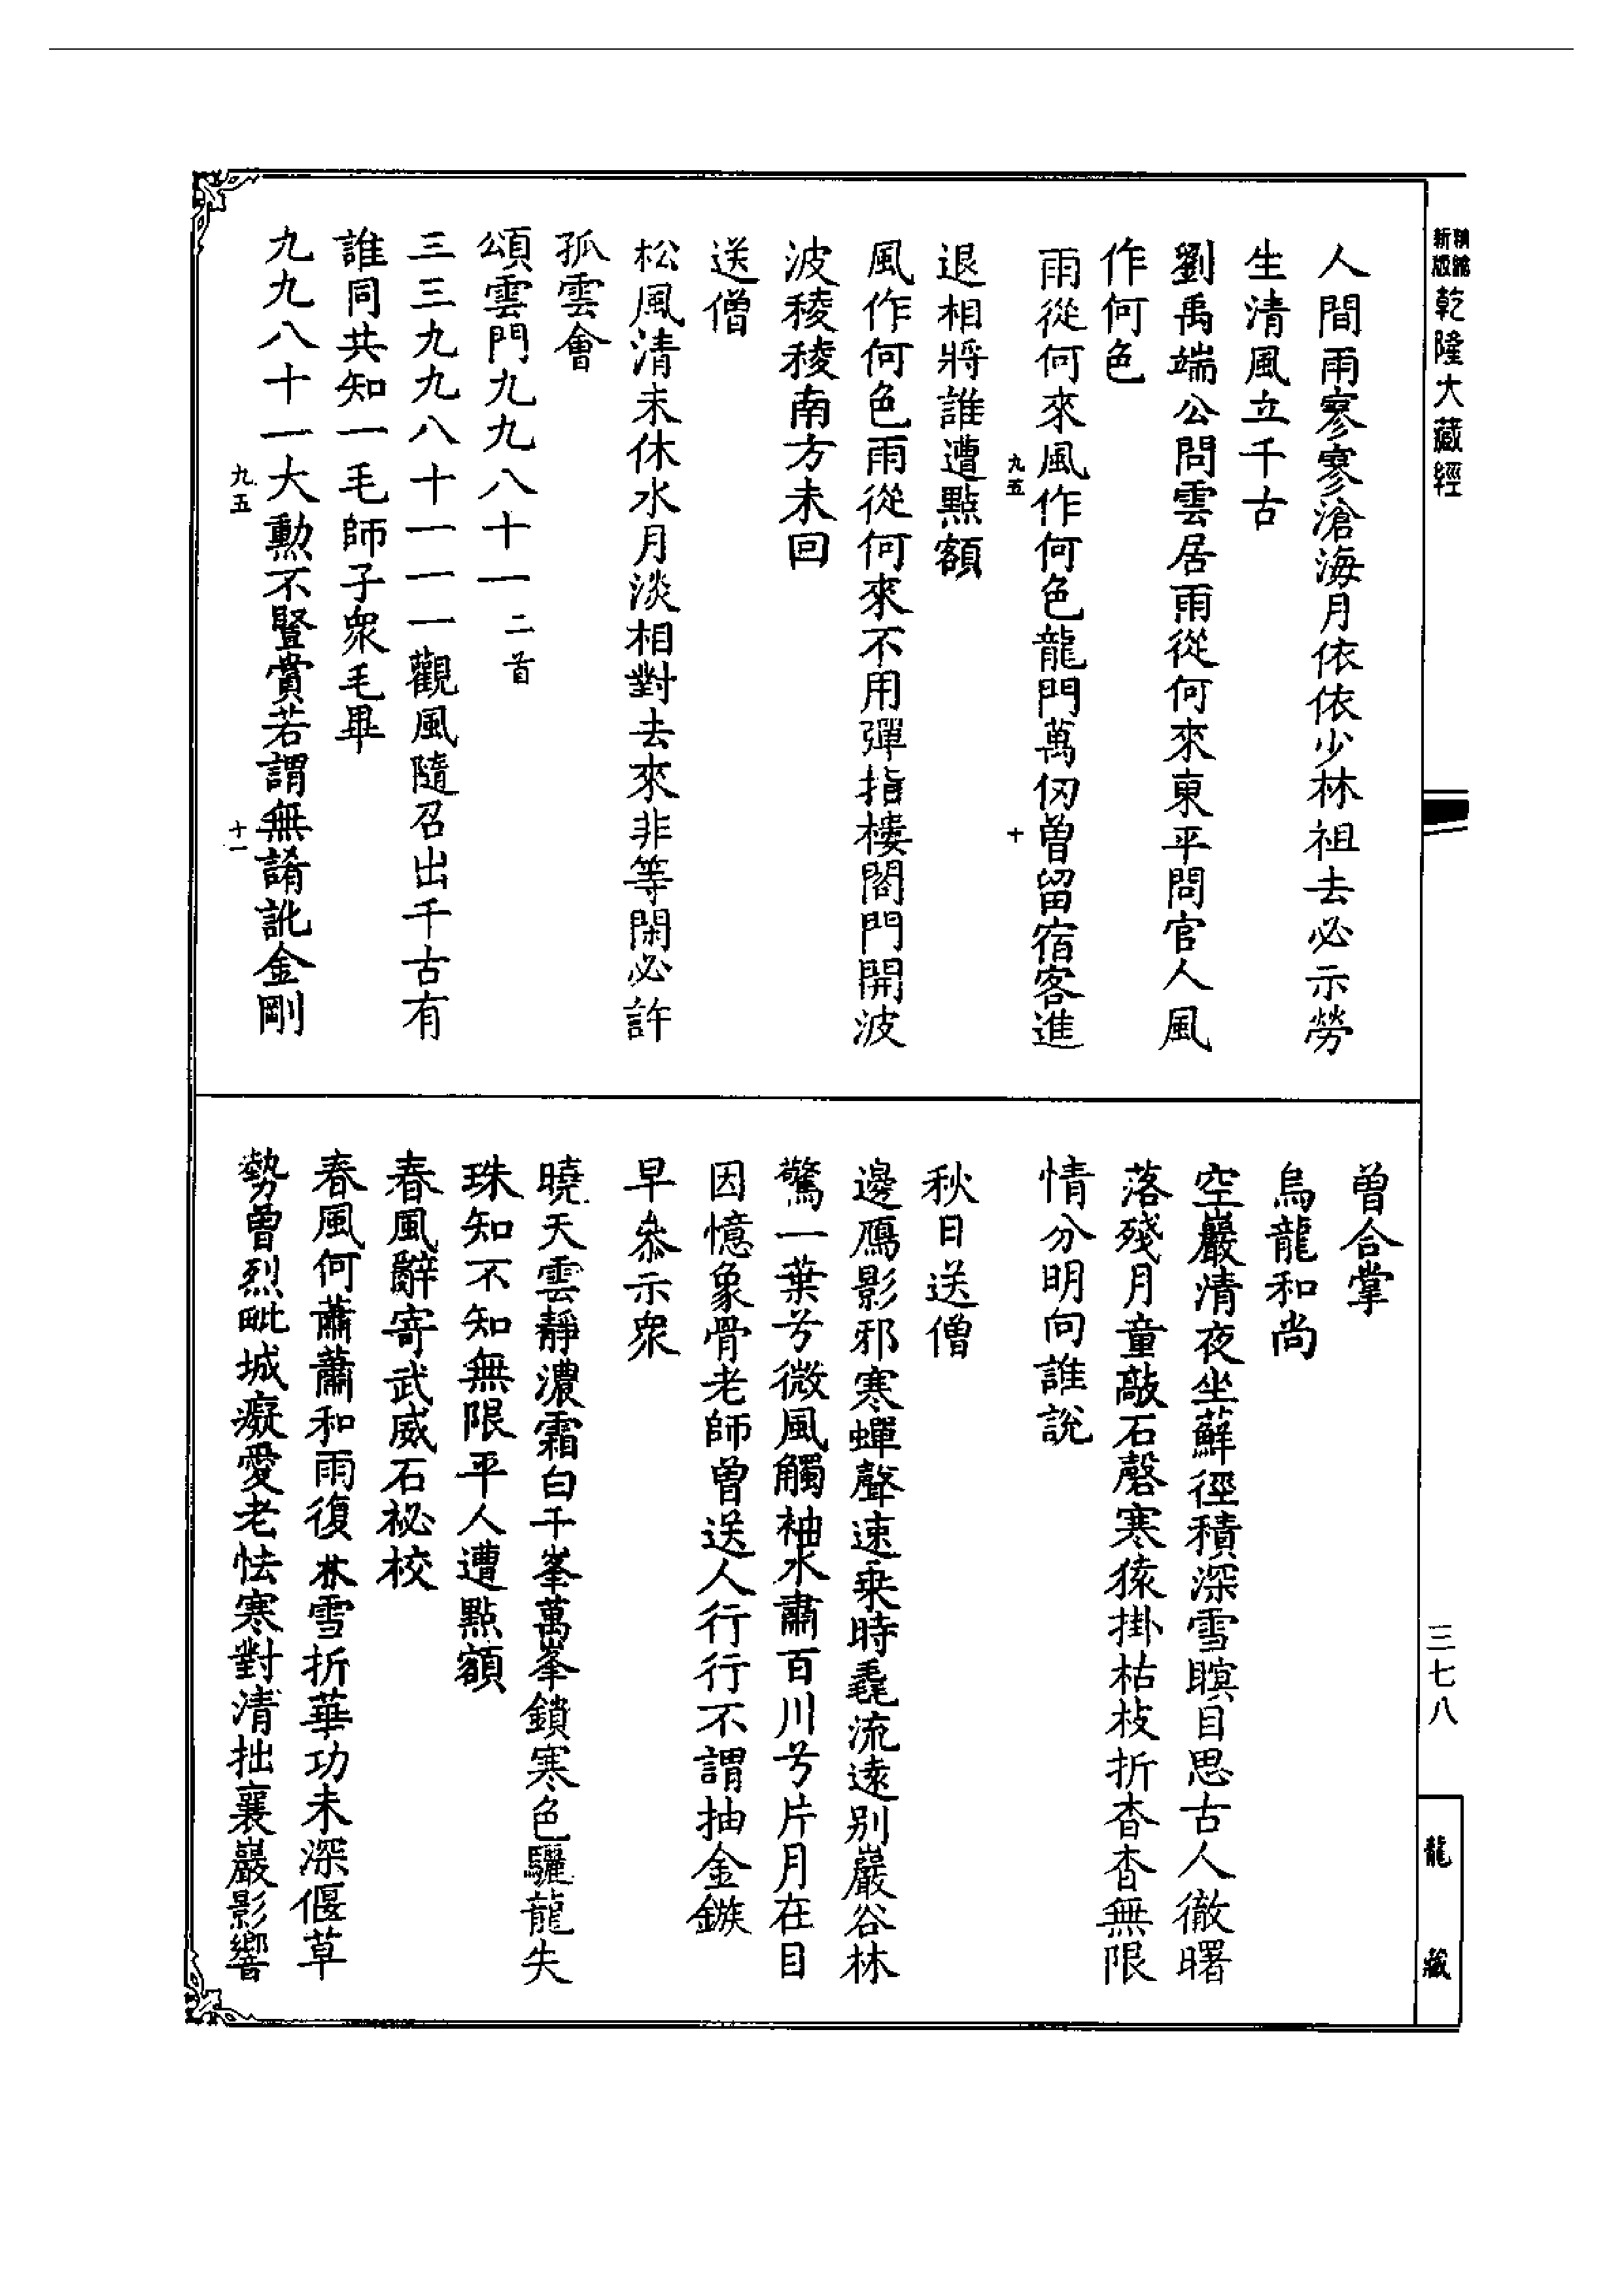 精編
新版
乾隆大藏經
人間雨寥寥滄海月依依少林祖去必示勞
生清風立千古
劉禹端公問雲居雨從何來東平問官人風
作何色
雨從何來風作何色龍門萬仞曽留宿客進
九五
十
退相將誰遭點額
風作何色雨從何來不用彈指樓閣門開波
波稜稜南方未回
送僧
松風清未休水月淡相對去來非等閑必許
孤雲會
頌雲門九九八十一二首
三三九九八十一一一觀風隨召出千古有
誰同共知一毛師子衆毛畢
九九八十一大勲不豎賞若謂無誵訛金剛
九五
十一
曽合掌
烏龍和尚
空巖清夜坐蘚徑積深雪瞑目思古人徹曙
落殘月童敲石磬寒猿掛枯枝折杳杳無限
情分明向誰說
秋日送僧
邊鴈影邪寒蟬聲速乗時毳流遠別巖谷林
驚一葉兮微風觸袖水肅百川兮片月在目
因憶象骨老師曽送人行行不謂抽金鏃
早叅示衆
曉天雲靜濃霜白千峯萬峯鎖寒色驪龍失
珠知不知無限平人遭點額
春風辭寄武威石祕校
春風何蕭蕭和雨復
雪折華功未深偃草
勢曽烈毗城癡愛老怯寒對清拙襄巖影響
三七八
龍藏